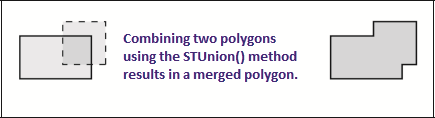 Combining two polygons
using the STUnion() method
results in a merged polygon.